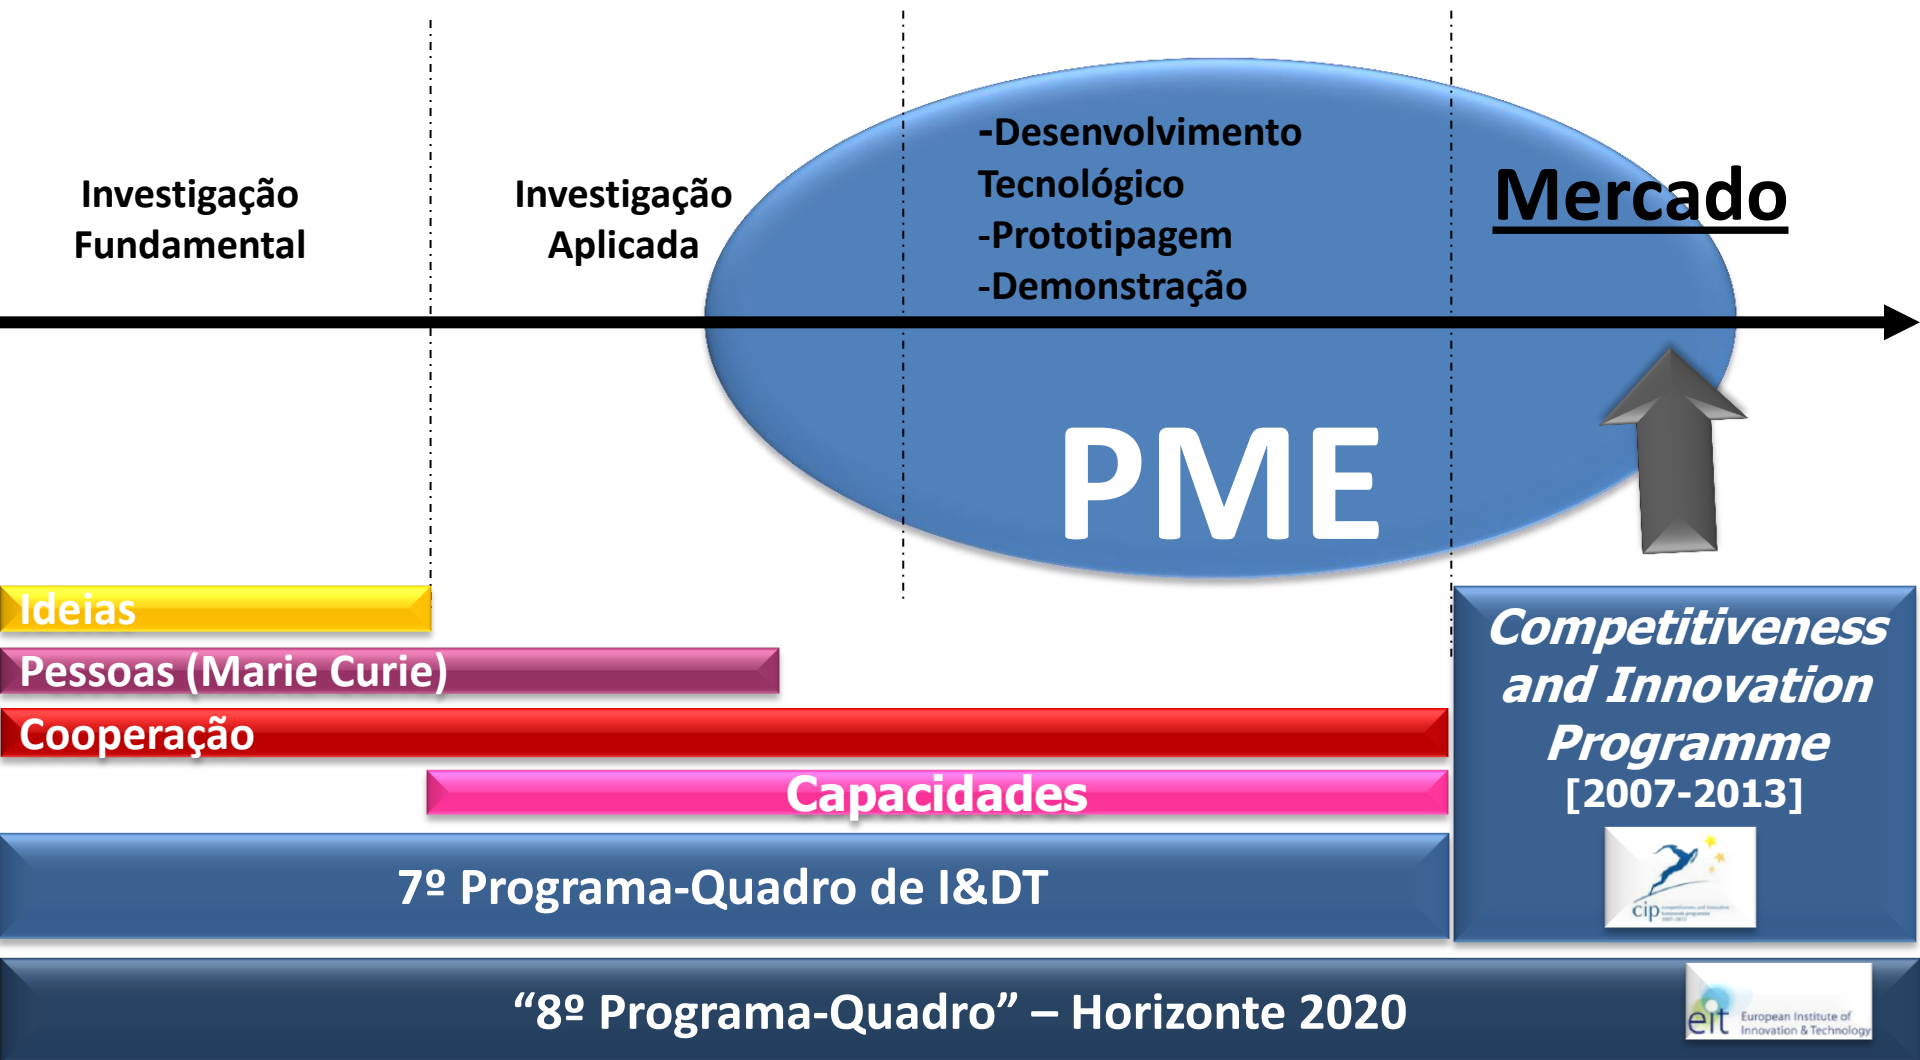 Investigação
Fundamental
Investigação
Aplicada
-Desenvolvimento
Tecnológico
-Prototipagem
-Demonstração
Mercado
PME
Ideias
Pessoas (Marie Curie)
Cooperação
Capacidades
7º Programa-Quadro de I&DT
Competitiveness
and Innovation
Programme
[2007-2013]
cip
“8º Programa-Quadro” – Horizonte 2020
eit
European Institute of
Innovation & Technology